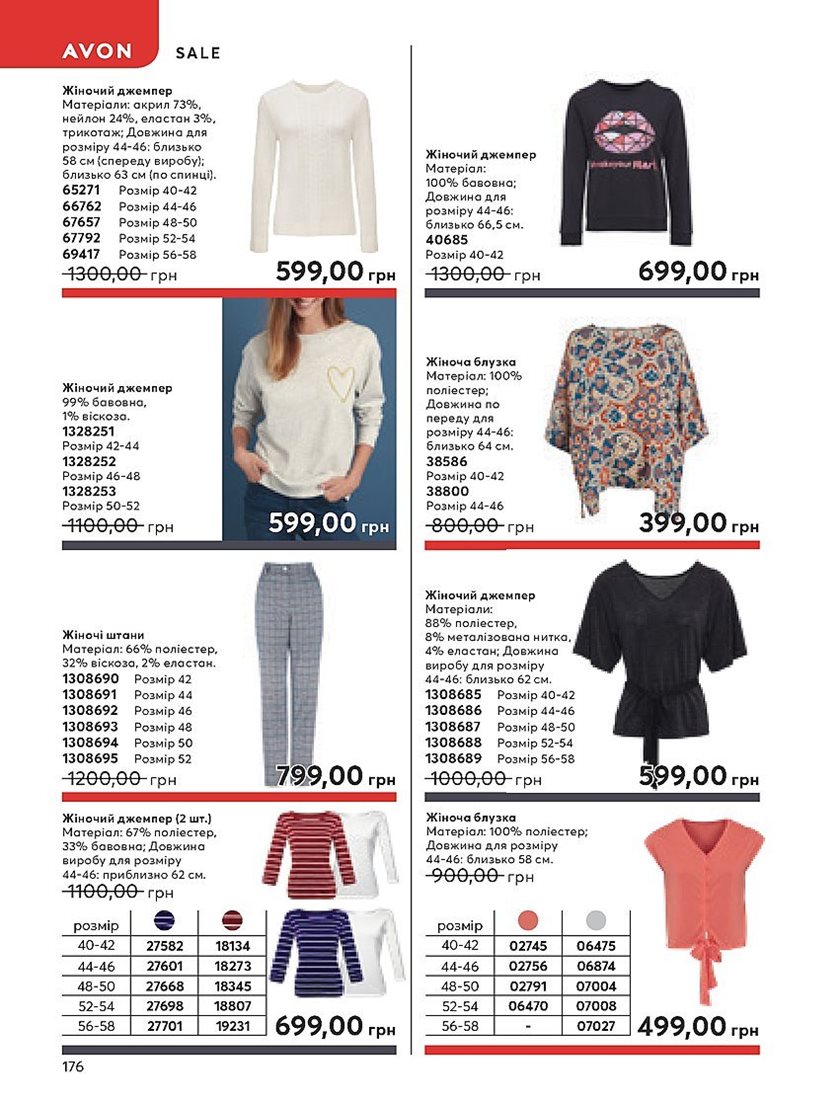 AVON SALE
Жіночий джемпер
Матеріали: акрил 73%,
нейлон 24%, еластан 3%,
трикотаж; Довжина для
розміру 44-46: близько
58 см (спереду виробу);
близько 63 см (по спинці).
65271 Розмір 40-42
66762 Розмір 44-46
67657 Розмір 48-50
67792 Розмір 52-54
69417 Розмір 56-58
1300,00 грн 599,00 грн
Жіночий джемпер
99% бавовна,
1% віскоза.
1328251
Розмір 42-44
1328252
Розмір 46-48
1328253
Розмір 50-52
1100,00 грн 599,00 грн
Жіночі штани
Матеріал: 66% поліестер,
32% віскоза, 2% еластан.
1308690 Розмір 42
1308691 Розмір 44
1308692 Розмір 46
1308693 Розмір 48
1308694 Розмір 50
1308695 Розмір 52
1200,00 грн 799,00 грн
Жіночий джемпер (2 шт.)
Матеріал: 67% поліестер,
33% бавовна; Довжина
виробу для розміру
44-46: приблизно 62 см.
1100,00 грн
розмір
40-42 27582 18134
44-46 27601 18273
48-50 27668 18345
52-54 27698 18807
56-58 27701 19231
699,00 грн
Жіночий джемпер
Матеріал:
100% бавовна;
Довжина для
розміру 44-46:
близько 66,5 см.
40685
Розмір 40-42
1300,00 грн 699,00 грн
Жіноча блузка
Матеріал: 100%
поліестер;
Довжина по
переду для
розміру 44-46:
близько 64 см.
38586
Розмір 40-42
38800
Розмір 44-46
800,00 грн 399,00 грн
Жіночий джемпер
Матеріали:
88% поліестер,
8% металізована нитка,
4% еластан; Довжина
виробу для розміру
44-46: близько 62 см.
1308685 Розмір 40-42
1308686 Розмір 44-46
1308687 Розмір 48-50
1308688 Розмір 52-54
1308689 Розмір 56-58
1000,00 грн 599,00 грн
Жіноча блузка
Матеріал: 100% поліестер;
Довжина для розміру
44-46: близько 58 см.
900,00 грн
розмір
40-42 02745 06475
44-46 02756 06874
48-50 02791 07004
52-54 06470 07008
56-58 - 07027
499,00 грн
176